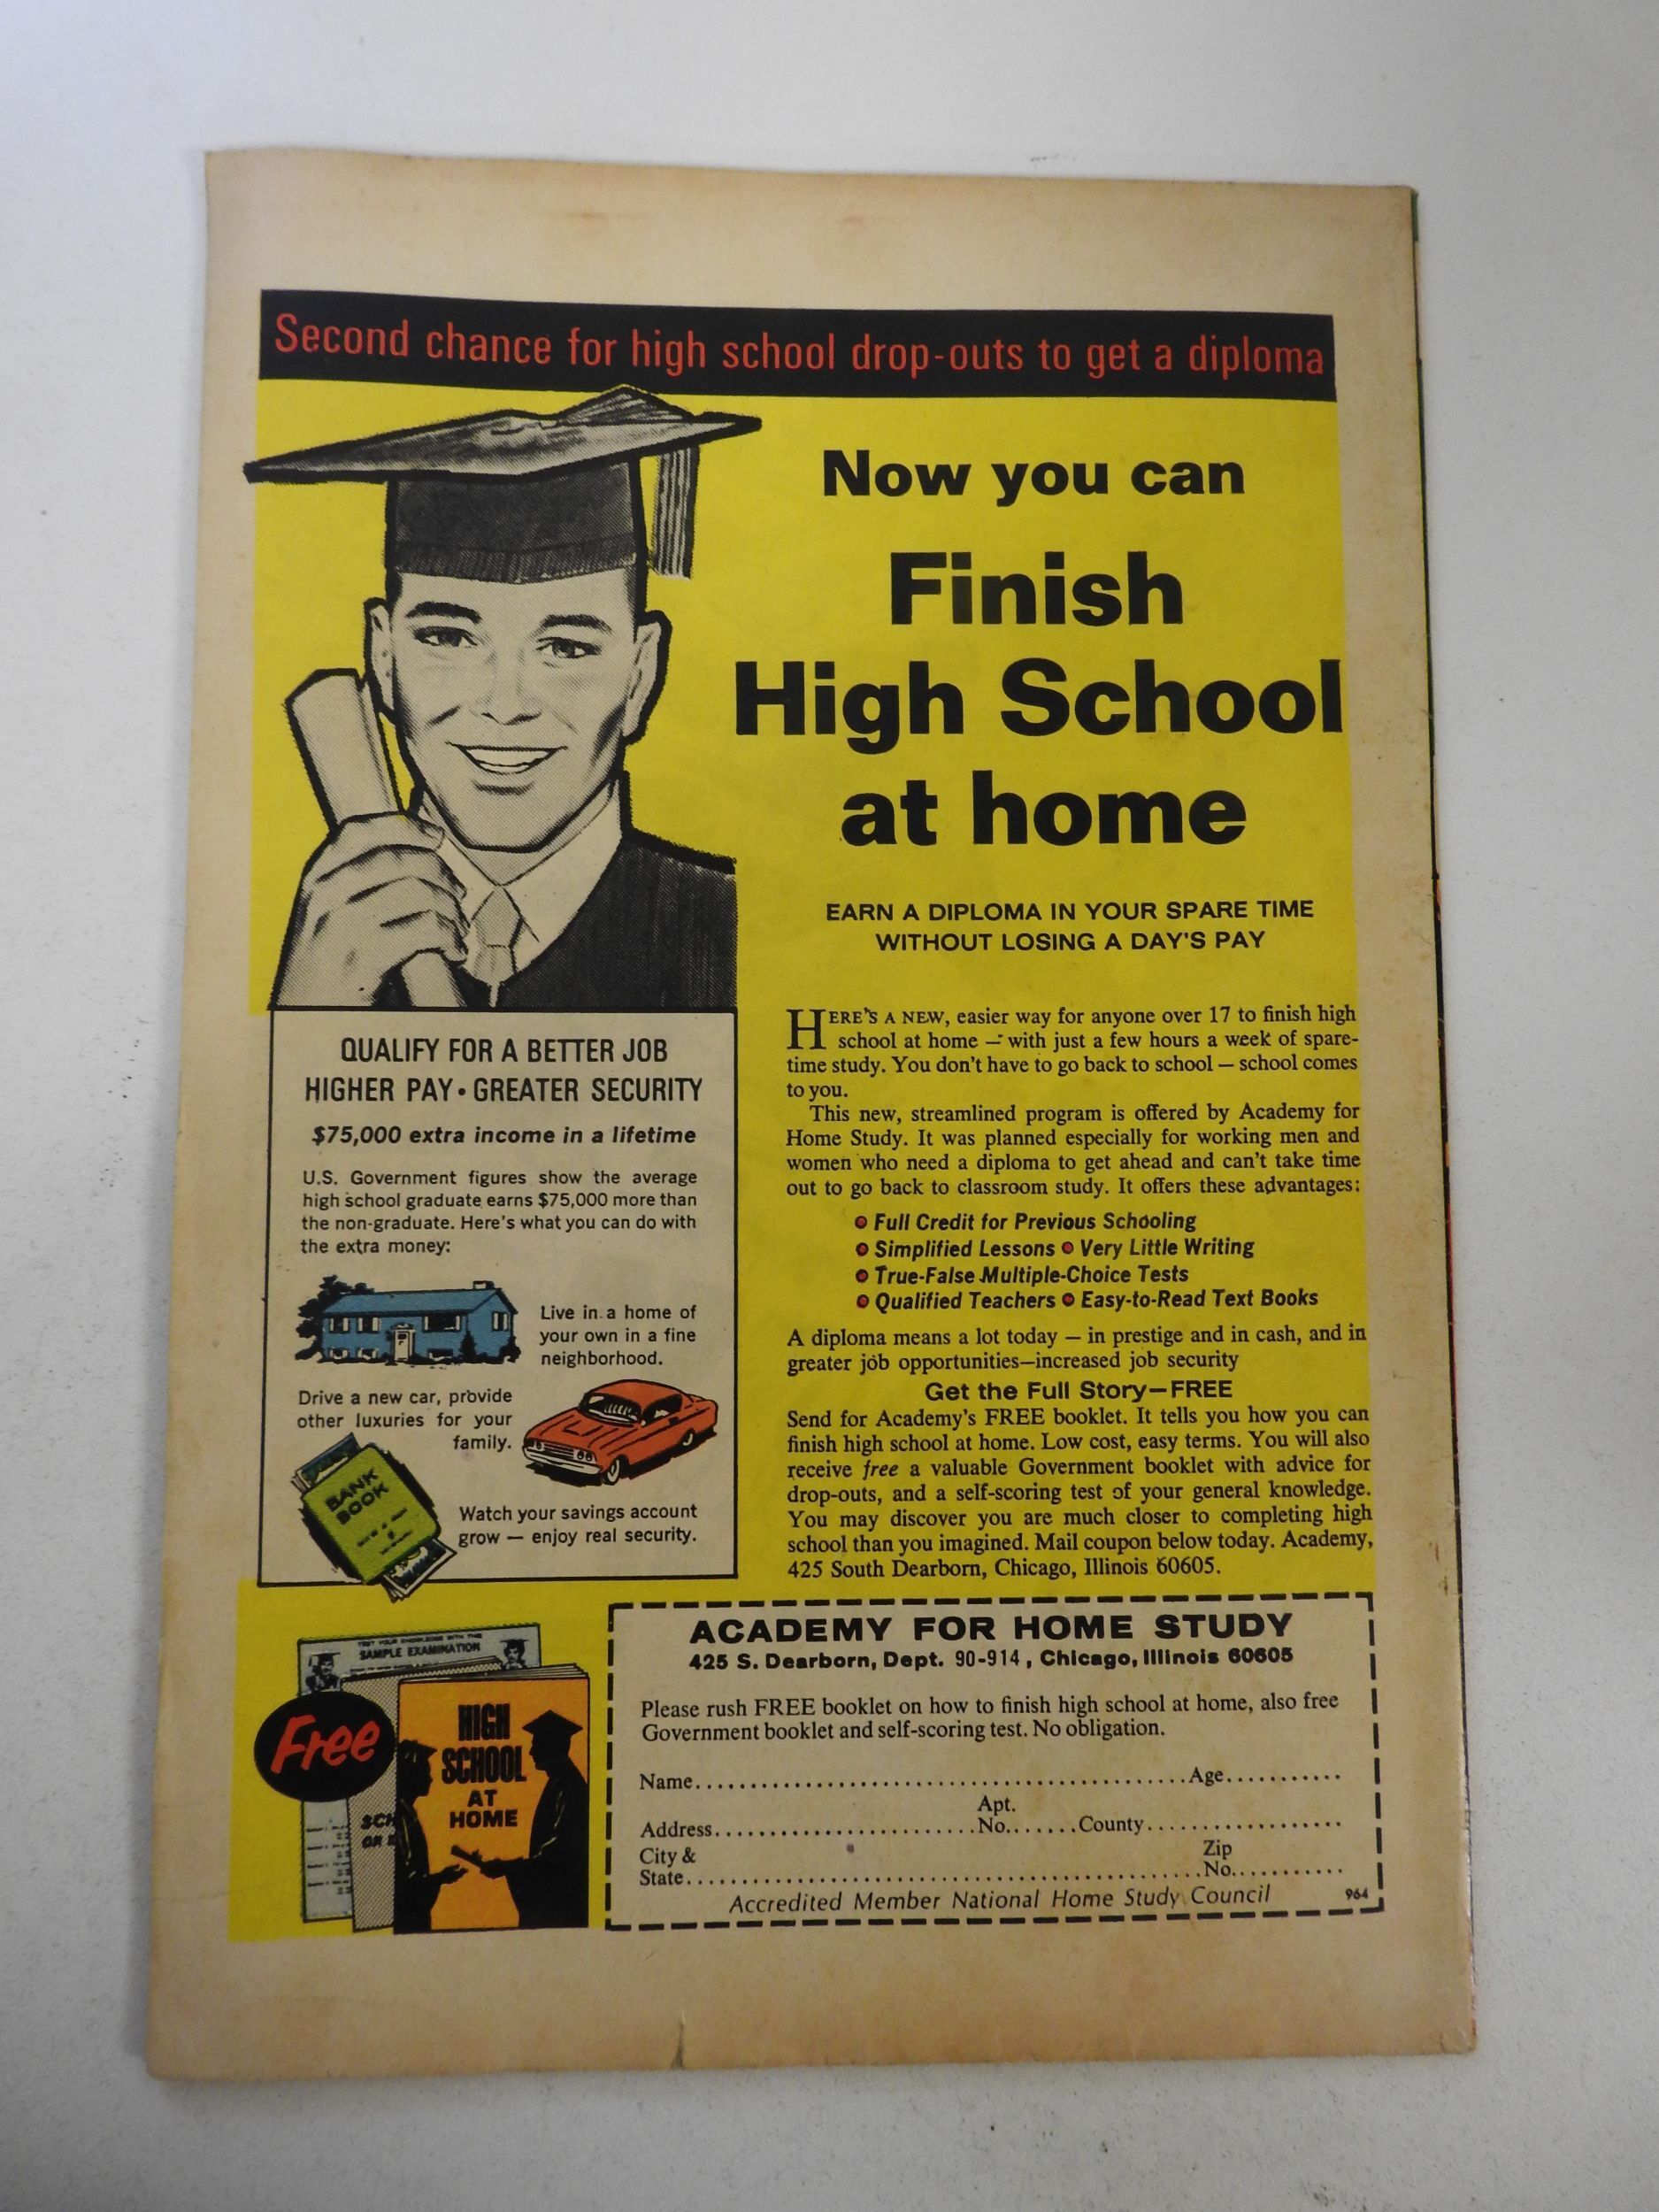 Second chance for high school drop-outs to get a diploma
Now you can
Finish
High School
at home
EARN A DIPLOMA IN YOUR SPARE TIME
WITHOUT LOSING A DAY'S PAY
HERE'S A NEW, easier way for anyone over 17 to finish high
school at home — with just a few hours a week of spare-
time study. You don't have to go back to school — school comes
to you.
This new, streamlined program is offered by Academy for
Home Study. It was planned especially for working men and
women who need a diploma to get ahead and can't take time
out to go back to classroom study. It offers these advantages:
• Full Credit for Previous Schooling
• Simplified Lessons • Very Little Writing
• True-False Multiple-Choice Tests
• Qualified Teachers • Easy-to-Read Text Books
A diploma means a lot today — in prestige and in cash, and in
greater job opportunities—increased job security
Get the Full Story—FREE
Send for Academy's FREE booklet. It tells you how you can
finish high school at home. Low cost, easy terms. You will also
receive free a valuable Government booklet with advice for
drop-outs, and a self-scoring test of your general knowledge.
You may discover you are much closer to completing high
school than you imagined. Mail coupon below today. Academy,
425 South Dearborn, Chicago, Illinois 60605.
QUALIFY FOR A BETTER JOB
HIGHER PAY • GREATER SECURITY
$75,000 extra income in a lifetime
U.S. Government figures show the average
high school graduate earns $75,000 more than
the non-graduate. Here's what you can do with
the extra money:
Live in a home of
your own in a fine
neighborhood.
Drive a new car, provide
other luxuries for your
family.
BANK
BOOK
Watch your savings account
grow — enjoy real security.
TEST YOUR KNOWLEDGE WITH THIS
SAMPLE EXAMINATION
Free
HIGH
SCHOOL
AT
HOME
SCH
OR
ACADEMY FOR HOME STUDY
425 S. Dearborn, Dept. 90-914, Chicago, Illinois 60605
Please rush FREE booklet on how to finish high school at home, also free
Government booklet and self-scoring test. No obligation.
Name.............................................Age...........
Apt.
Address........................No.......County..................
City & Zip
State...............................................No...........
Accredited Member National Home Study Council 964